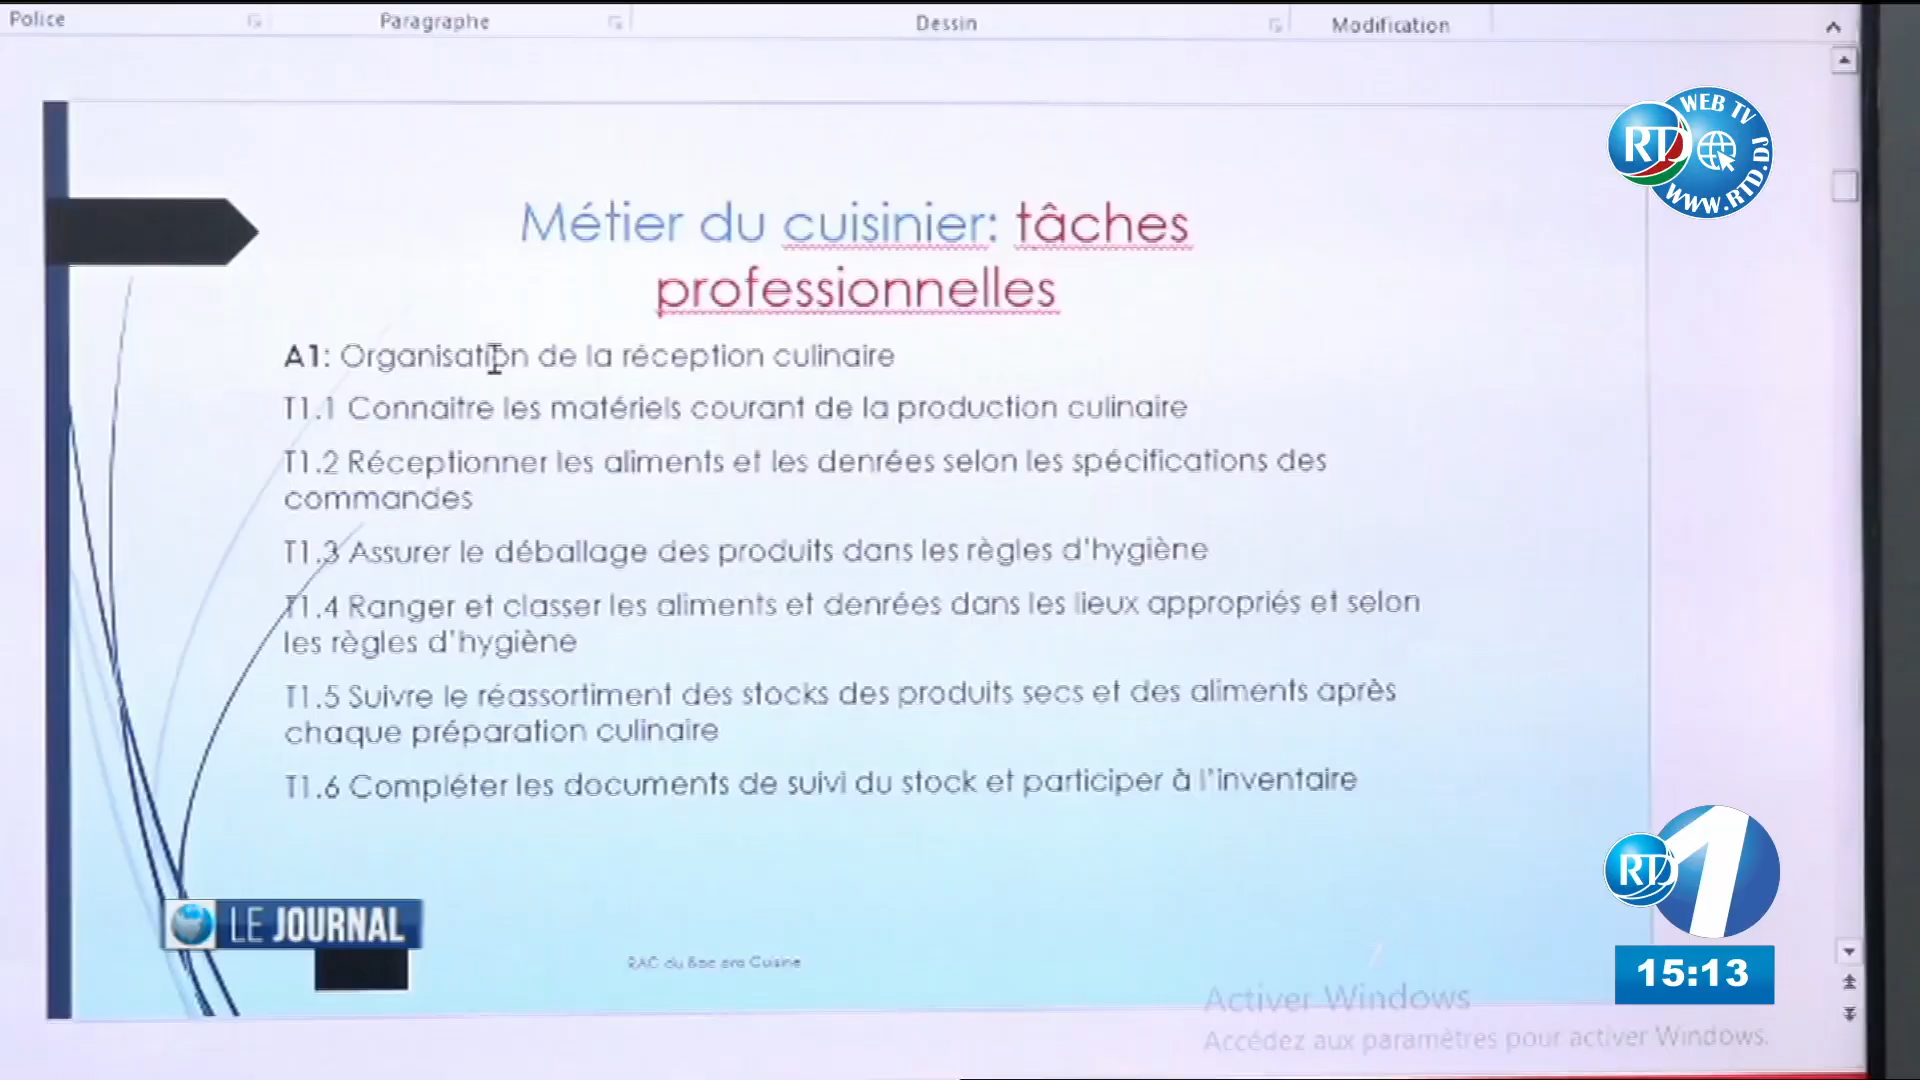 Police Paragraphe Dessin Modification
WEB TV
RTD
WWW.RTD.DJ
Métier du cuisinier: tâches
professionnelles
A1: Organisation de la réception culinaire
T1.1 Connaitre les matériels courant de la production culinaire
T1.2 Réceptionner les aliments et les denrées selon les spécifications des
commandes
T1.3 Assurer le déballage des produits dans les règles d'hygiène
T1.4 Ranger et classer les aliments et denrées dans les lieux appropriés et selon
les règles d'hygiène
T1.5 Suivre le réassortiment des stocks des produits secs et des aliments après
chaque préparation culinaire
T1.6 Compléter les documents de suivi du stock et participer à l'inventaire
RTD 1
LE JOURNAL
RAC du Bac pro Cuisine
7
15:13
Activer Windows
Accédez aux paramètres pour activer Windows.